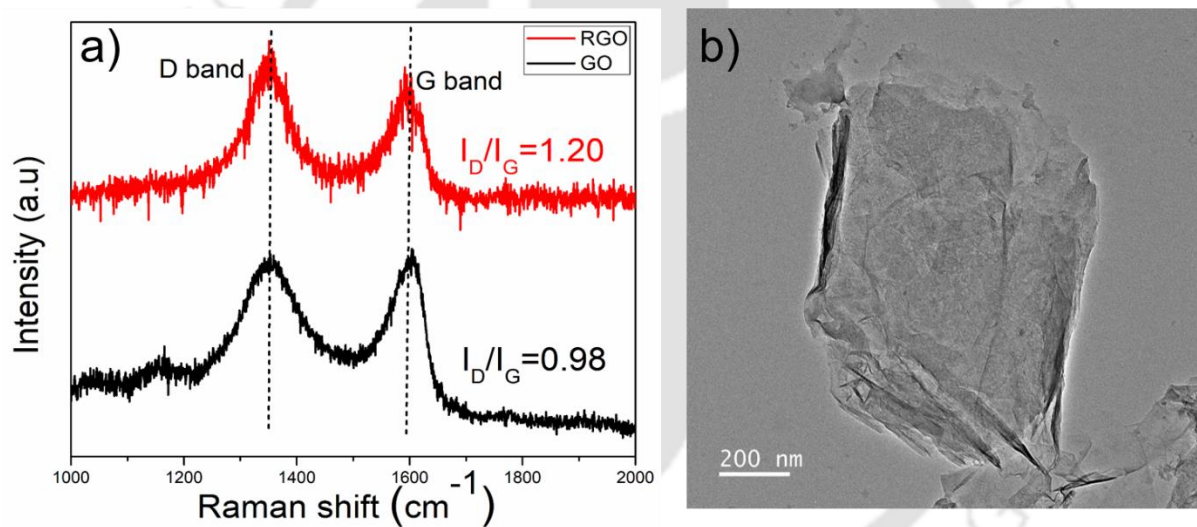 a)
RGO
GO
D band
G band
I_D/I_G=1.20
I_D/I_G=0.98
Intensity (a.u)
1000 1200 1400 1600 1800 2000
Raman shift (cm⁻¹)
b)
200 nm